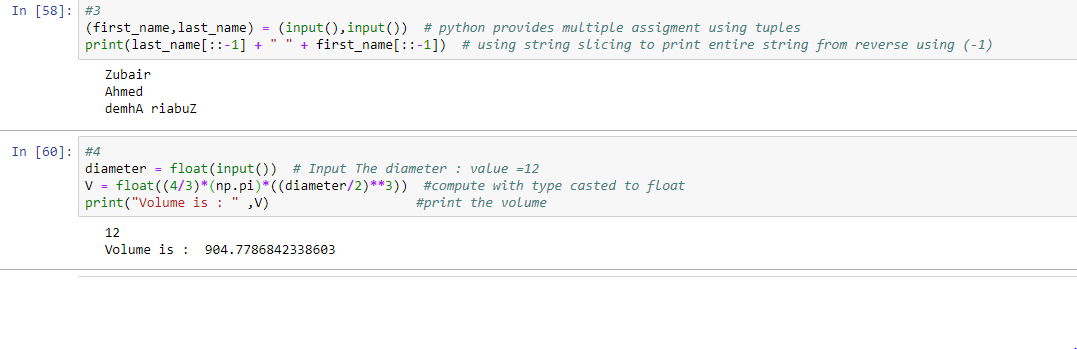 In [58]: #3
(first_name,last_name) = (input(),input())  # python provides multiple assigment using tuples
print(last_name[::-1] + " " + first_name[::-1])  # using string slicing to print entire string from reverse using (-1)
Zubair
Ahmed
demhA riabuZ
In [60]: #4
diameter = float(input())  # Input The diameter : value =12
V = float((4/3)*(np.pi)*((diameter/2)**3))  #compute with type casted to float
print("Volume is : " ,V)                   #print the volume
12
Volume is :  904.7786842338603